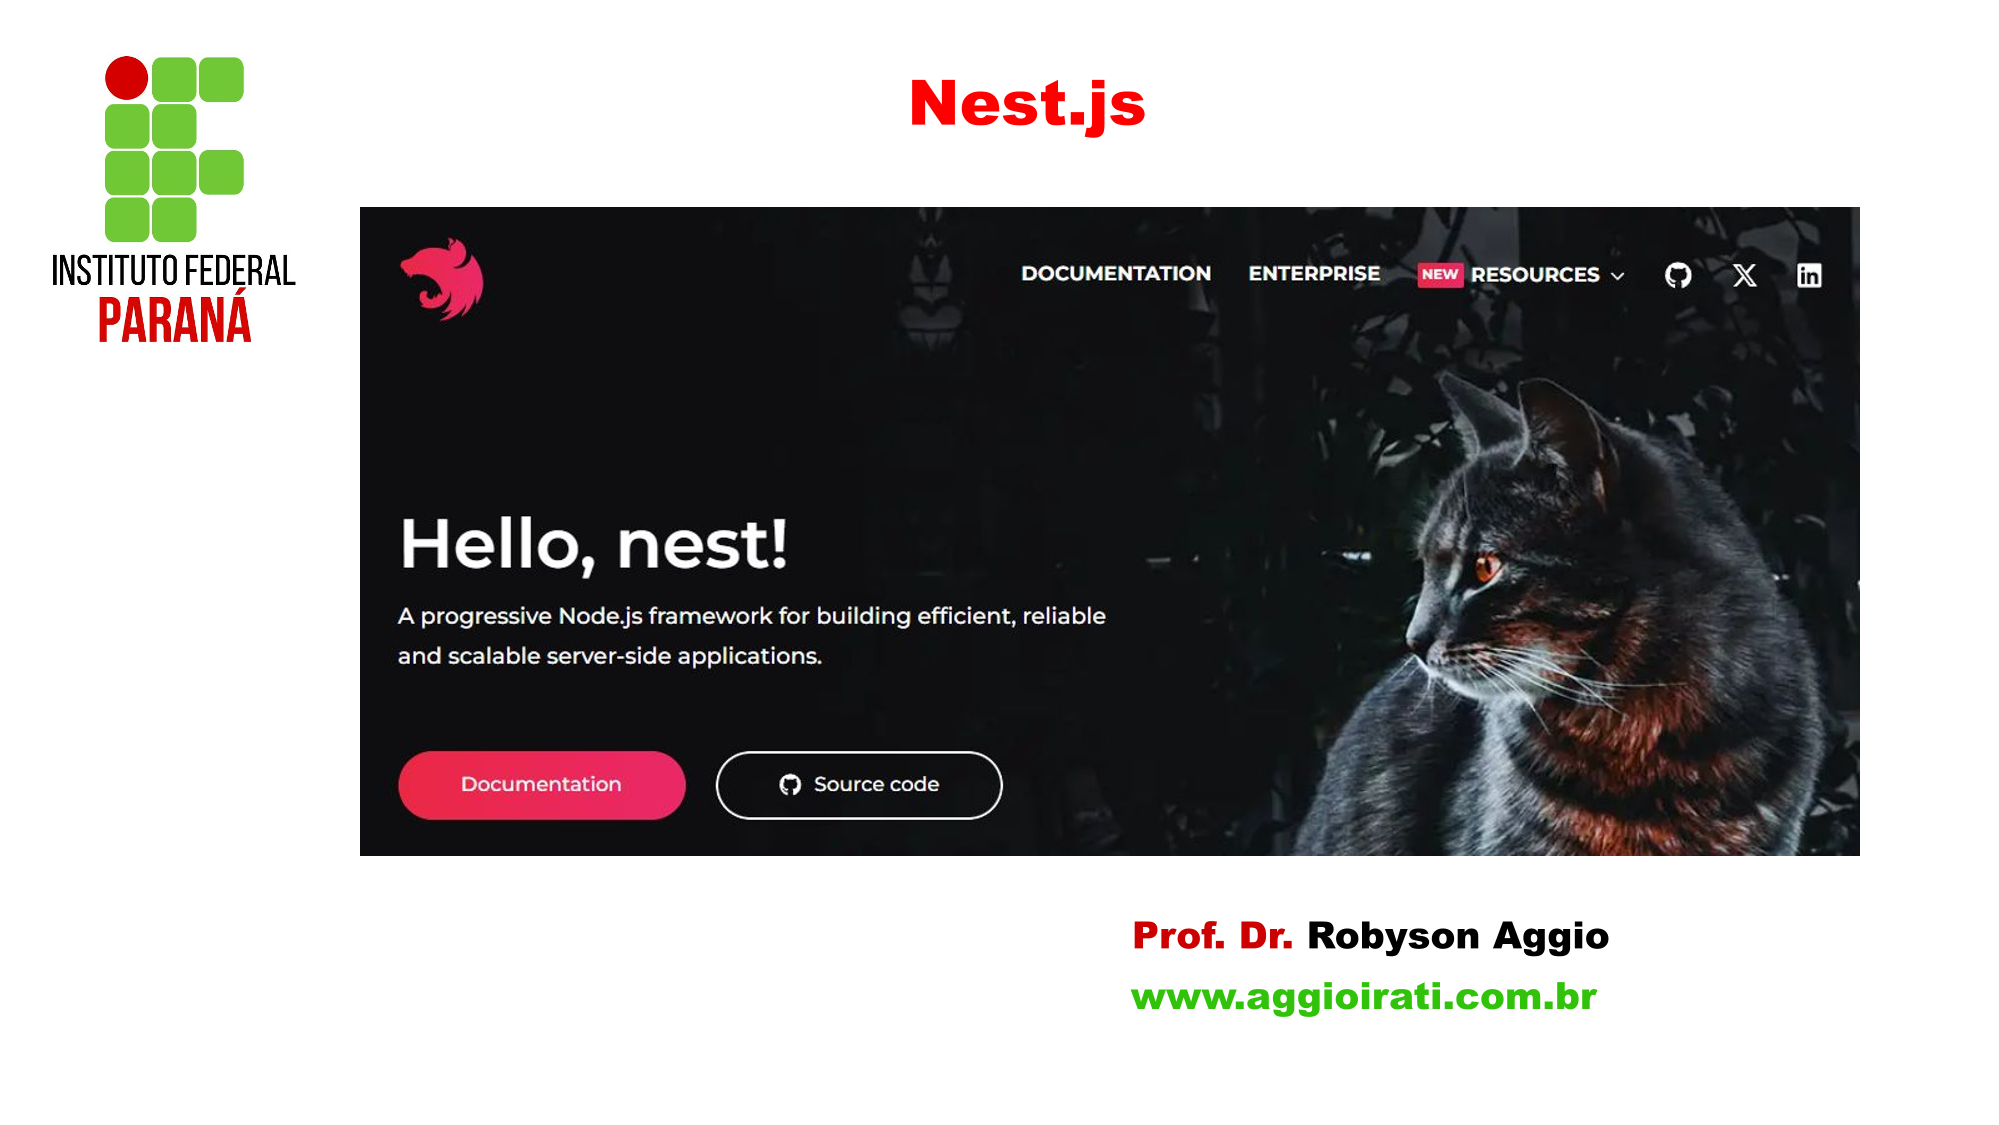 Nest.js
INSTITUTO FEDERAL
PARANÁ
DOCUMENTATION ENTERPRISE NEW RESOURCES
Hello, nest!
A progressive Node.js framework for building efficient, reliable
and scalable server-side applications.
Documentation Source code
Prof. Dr. Robyson Aggio
www.aggioirati.com.br